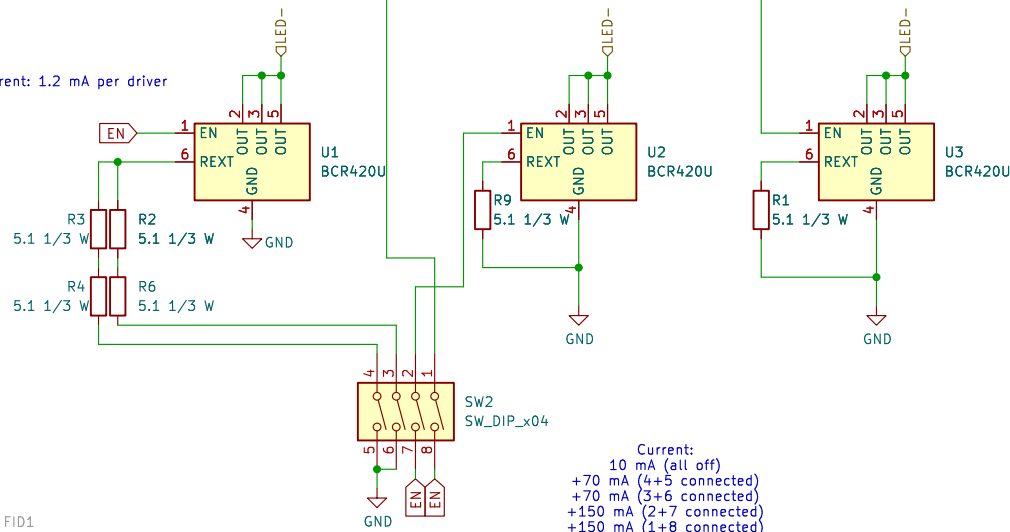 LED-
LED-
LED-
rent: 1.2 mA per driver
2
3
5
2
3
5
2
3
5
EN
1
EN
OUT
OUT
OUT
6
REXT
GND
4
U1
BCR420U
GND
1
EN
OUT
OUT
OUT
6
REXT
GND
4
U2
BCR420U
R9
5.1 1/3 W
GND
1
EN
OUT
OUT
OUT
6
REXT
GND
4
U3
BCR420U
R1
5.1 1/3 W
GND
R3
5.1 1/3 W
R2
5.1 1/3 W
R4
5.1 1/3 W
R6
5.1 1/3 W
4
3
2
1
SW2
SW_DIP_x04
5
6
7
8
EN
EN
GND
Current:
10 mA (all off)
+70 mA (4+5 connected)
+70 mA (3+6 connected)
+150 mA (2+7 connected)
+150 mA (1+8 connected)
FID1